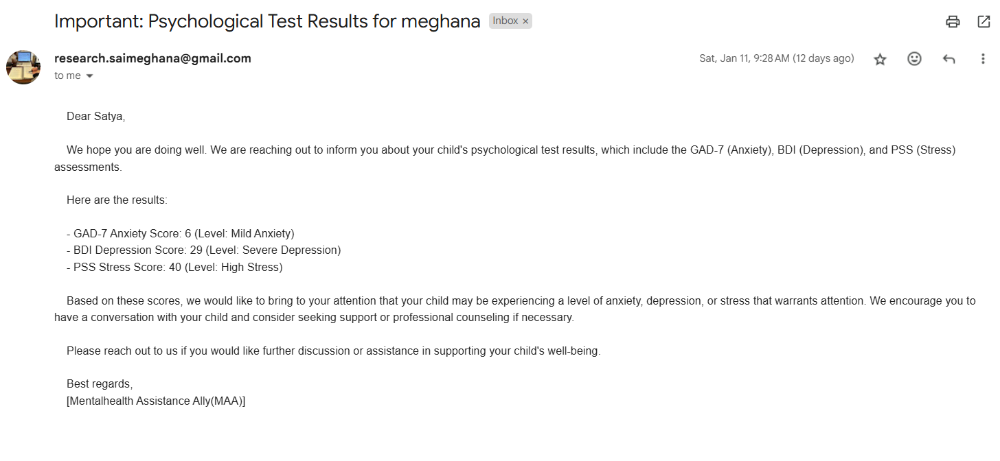 Important: Psychological Test Results for meghana Inbox ×
research.saimeghana@gmail.com Sat, Jan 11, 9:28 AM (12 days ago)
to me
Dear Satya,
We hope you are doing well. We are reaching out to inform you about your child's psychological test results, which include the GAD-7 (Anxiety), BDI (Depression), and PSS (Stress)
assessments.
Here are the results:
- GAD-7 Anxiety Score: 6 (Level: Mild Anxiety)
- BDI Depression Score: 29 (Level: Severe Depression)
- PSS Stress Score: 40 (Level: High Stress)
Based on these scores, we would like to bring to your attention that your child may be experiencing a level of anxiety, depression, or stress that warrants attention. We encourage you to
have a conversation with your child and consider seeking support or professional counseling if necessary.
Please reach out to us if you would like further discussion or assistance in supporting your child's well-being.
Best regards,
[Mentalhealth Assistance Ally(MAA)]